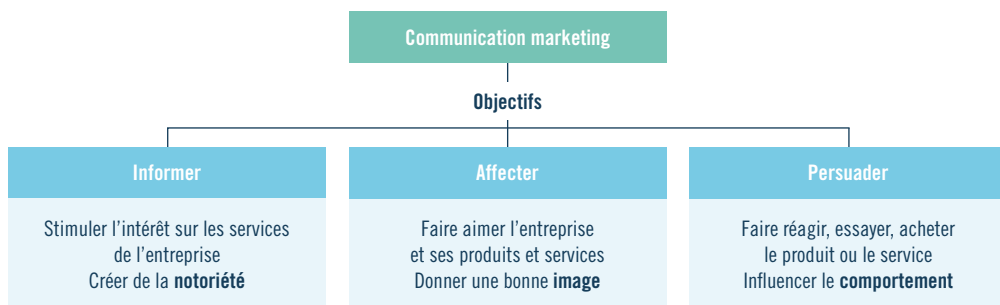 Communication marketing
Objectifs
Informer
Stimuler l’intérêt sur les services
de l’entreprise
Créer de la notoriété
Affecter
Faire aimer l’entreprise
et ses produits et services
Donner une bonne image
Persuader
Faire réagir, essayer, acheter
le produit ou le service
Influencer le comportement